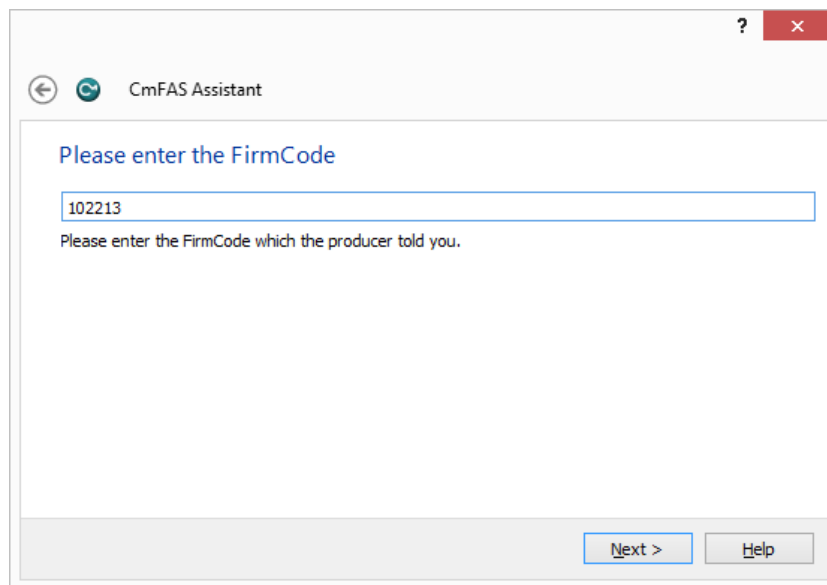 ?
CmFAS Assistant
Please enter the FirmCode
102213
Please enter the FirmCode which the producer told you.
Next >
Help